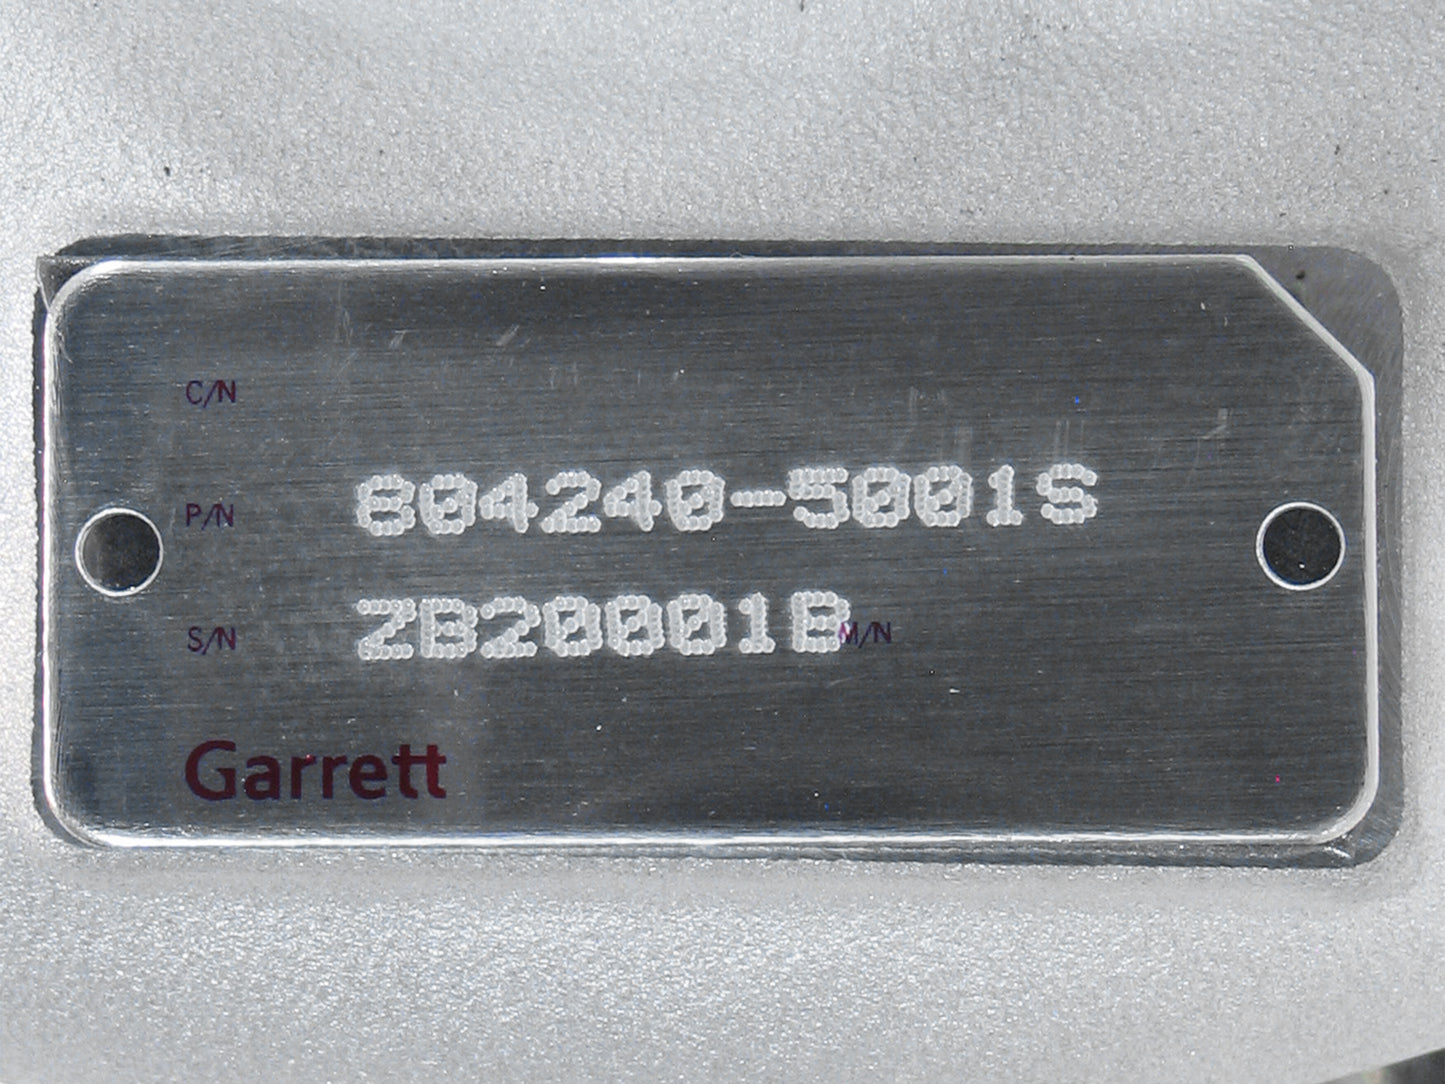 C/N
P/N 804240-5001S
S/N ZB20001B M/N
Garrett